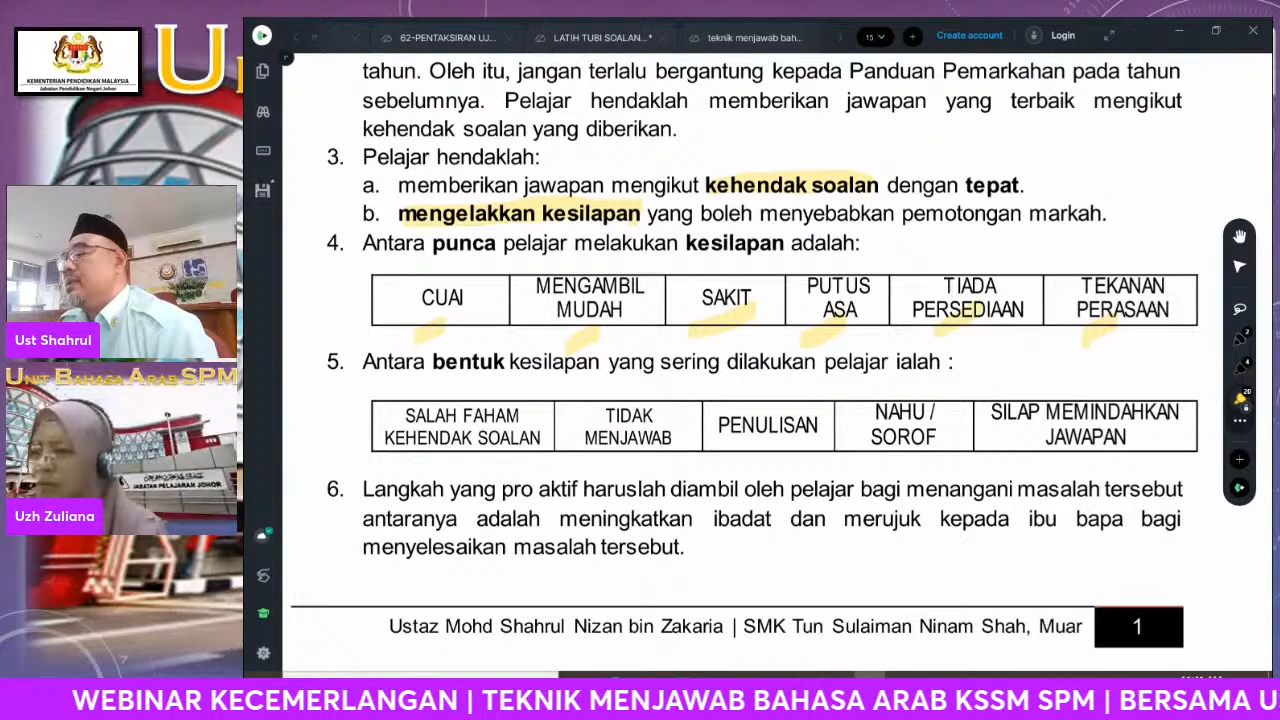 KEMENTERIAN PENDIDIKAN MALAYSIA
Jabatan Pendidikan Negeri Johor
U
62-PENTAKSIRAN UJ...
LATIH TUBI SOALAN...*
teknik menjawab bah...
15
Create account
Login
tahun. Oleh itu, jangan terlalu bergantung kepada Panduan Pemarkahan pada tahun
sebelumnya. Pelajar hendaklah memberikan jawapan yang terbaik mengikut
kehendak soalan yang diberikan.
3. Pelajar hendaklah:
a. memberikan jawapan mengikut kehendak soalan dengan tepat.
b. mengelakkan kesilapan yang boleh menyebabkan pemotongan markah.
4. Antara punca pelajar melakukan kesilapan adalah:
CUAI
MENGAMBIL
MUDAH
SAKIT
PUTUS
ASA
TIADA
PERSEDIAAN
TEKANAN
PERASAAN
5. Antara bentuk kesilapan yang sering dilakukan pelajar ialah :
SALAH FAHAM
KEHENDAK SOALAN
TIDAK
MENJAWAB
PENULISAN
NAHU /
SOROF
SILAP MEMINDAHKAN
JAWAPAN
6. Langkah yang pro aktif haruslah diambil oleh pelajar bagi menangani masalah tersebut
antaranya adalah meningkatkan ibadat dan merujuk kepada ibu bapa bagi
menyelesaikan masalah tersebut.
Ustaz Mohd Shahrul Nizan bin Zakaria | SMK Tun Sulaiman Ninam Shah, Muar
1
2
4
20
Ust Shahrul
UNIT BAHASA ARAB SPM
JABATAN PELAJARAN JOHOR
Uzh Zuliana
WEBINAR KECEMERLANGAN | TEKNIK MENJAWAB BAHASA ARAB KSSM SPM | BERSAMA U